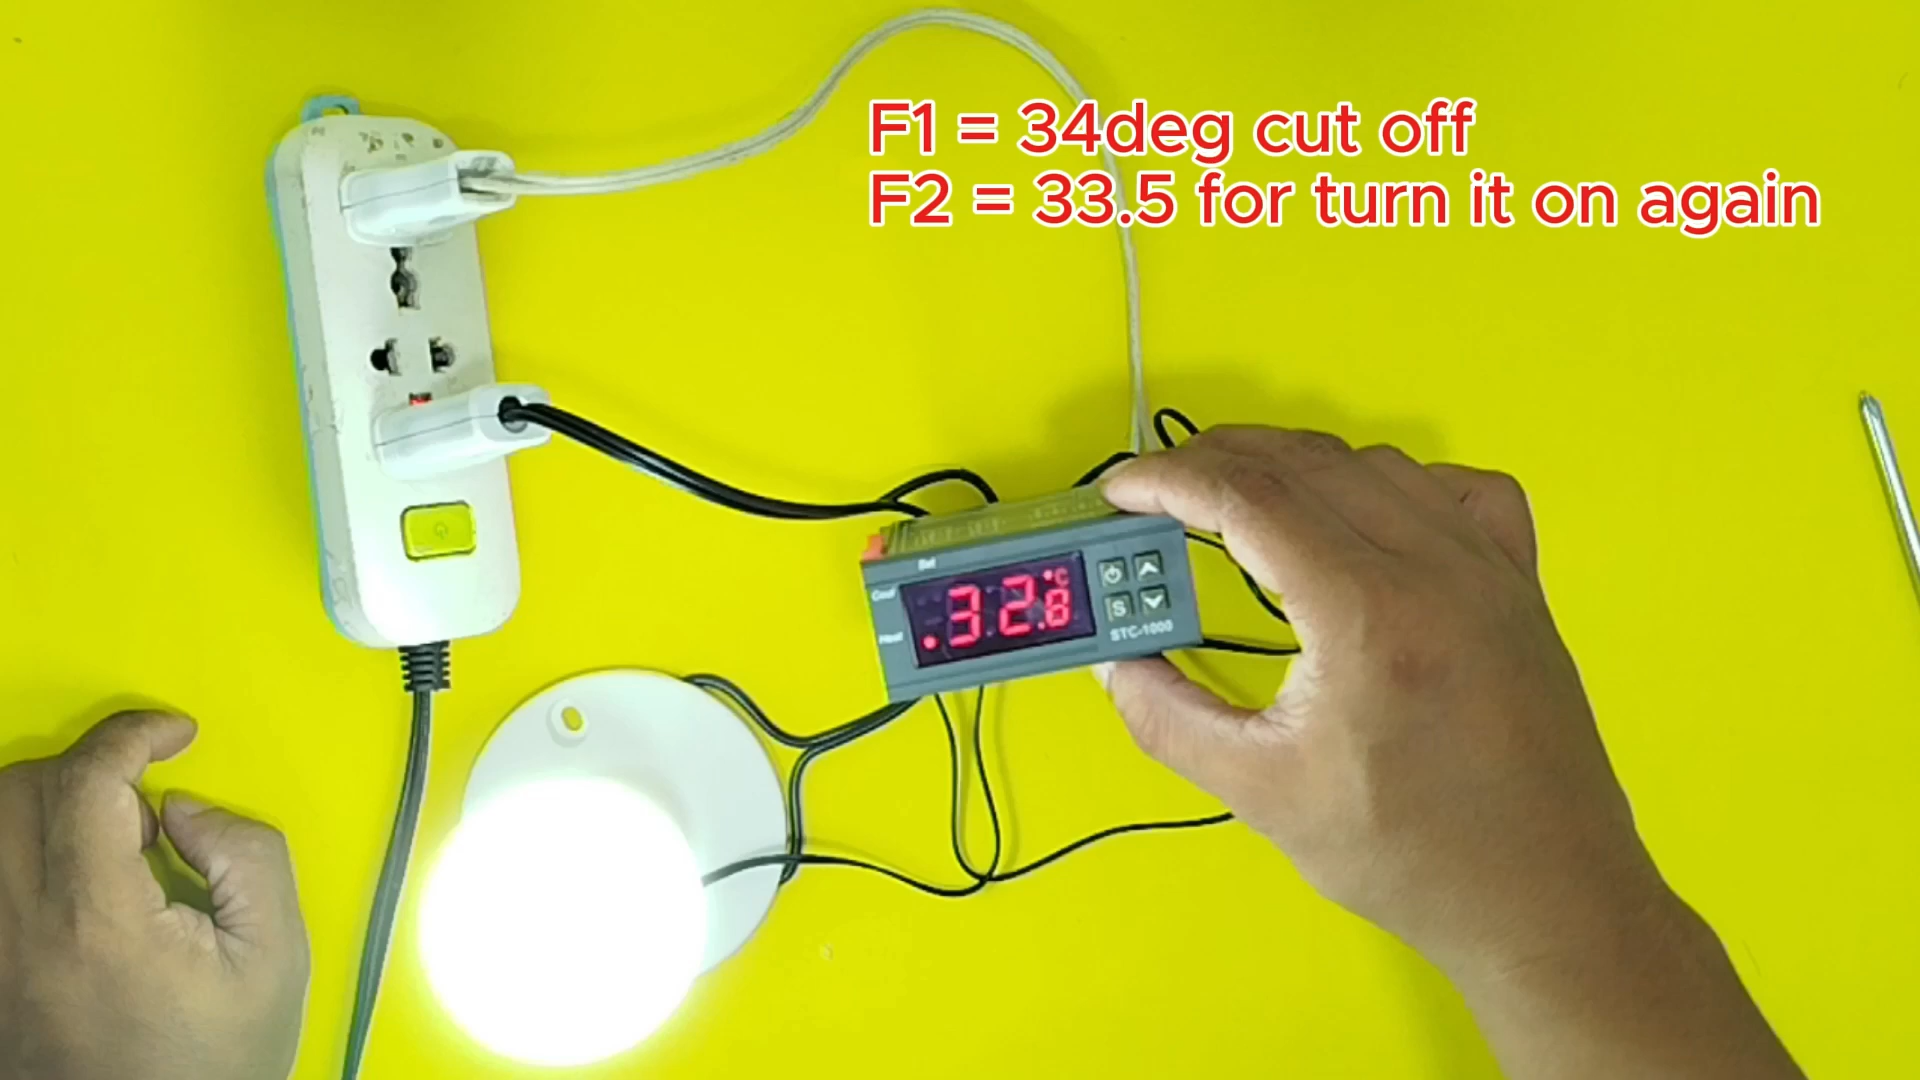 F1 = 34deg cut off
F2 = 33.5 for turn it on again
Set
Cool
Heat
.32.8
°C
S
STC-1000